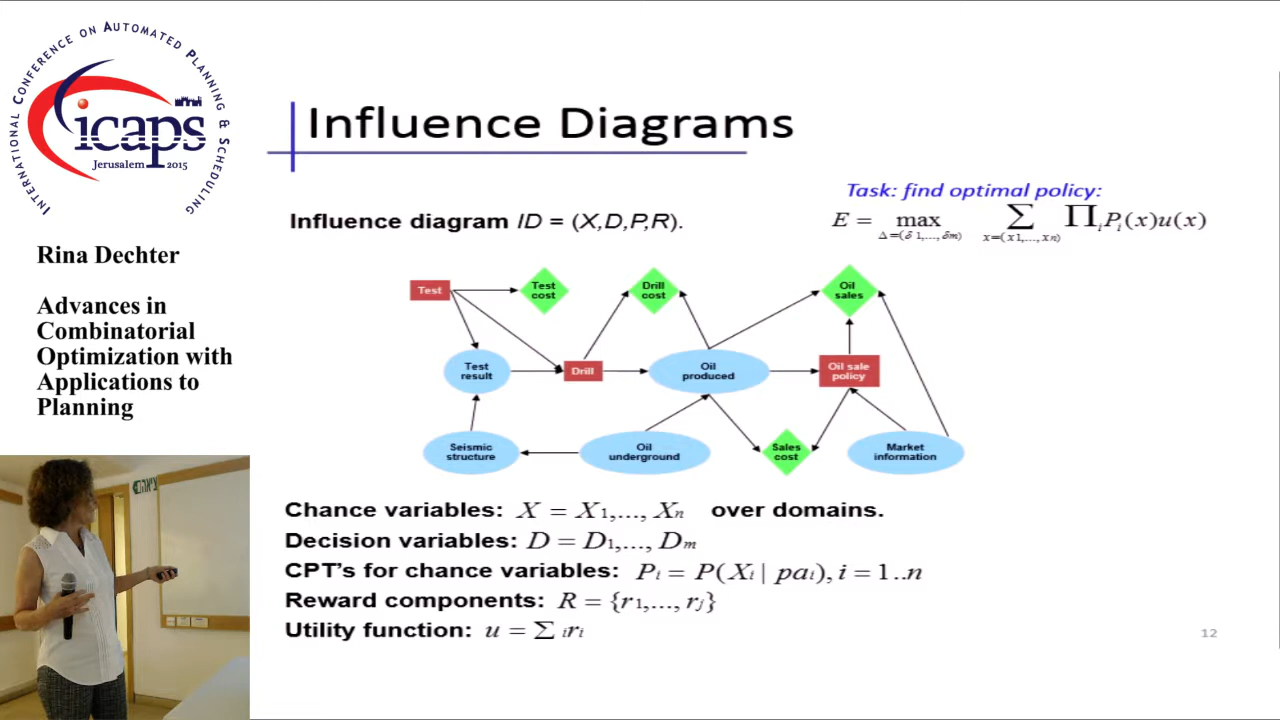 INTERNATIONAL CONFERENCE ON AUTOMATED PLANNING & SCHEDULING
icaps
Jerusalem 2015
Rina Dechter
Advances in
Combinatorial
Optimization with
Applications to
Planning
Influence Diagrams
Task: find optimal policy:
Influence diagram ID = (X,D,P,R).
E = max Σ ∏ᵢ Pᵢ(x)u(x)
Δ=(δ1,..., δm) x=(x1,..., xn)
Test
Test
cost
Drill
cost
Oil
sales
Test
result
Drill
Oil
produced
Oil sale
policy
Seismic
structure
Oil
underground
Sales
cost
Market
information
Chance variables: X = X1,..., Xn over domains.
Decision variables: D = D1,..., Dm
CPT's for chance variables: Pi = P(Xi | pai), i = 1..n
Reward components: R = {r1,..., rj}
Utility function: u = Σ iri
12